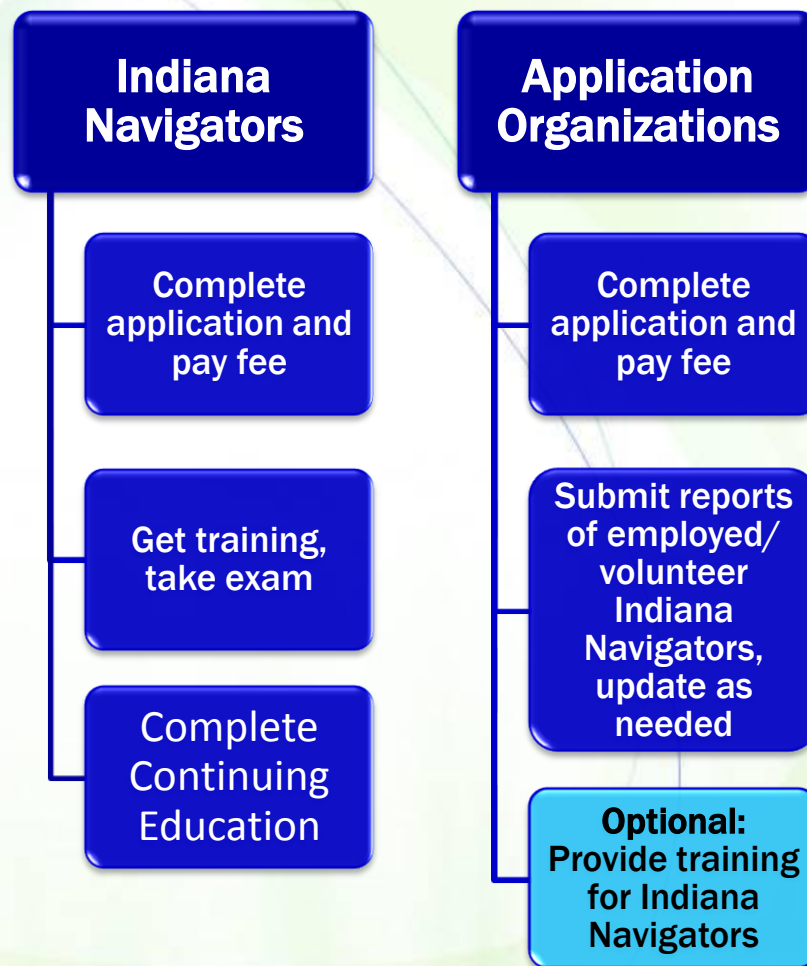 Indiana
Navigators
Complete
application and
pay fee
Get training,
take exam
Complete
Continuing
Education
Application
Organizations
Complete
application and
pay fee
Submit reports
of employed/
volunteer
Indiana
Navigators,
update as
needed
Optional:
Provide training
for Indiana
Navigators